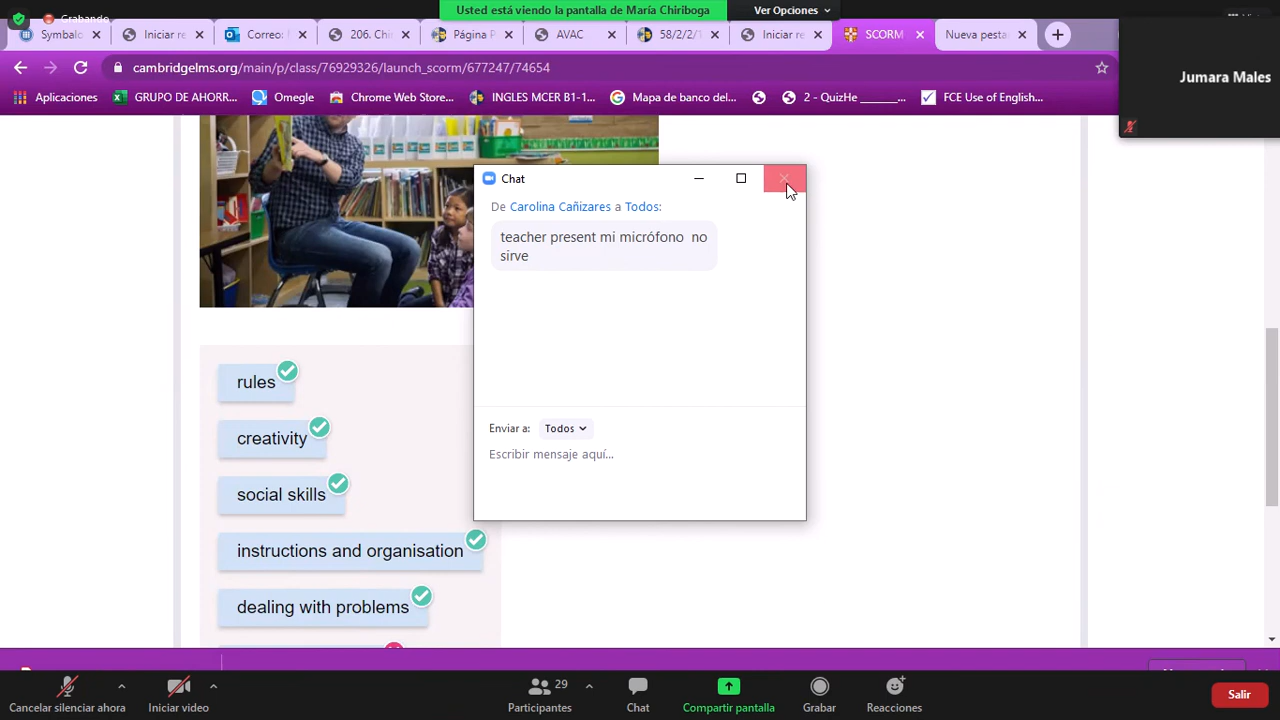 Grabando
Usted está viendo la pantalla de María Chiriboga
Ver Opciones
Symbalo
Iniciar re
Correo:
206. Chi
Página P
AVAC
58/2/2/1
Iniciar re
SCORM
Nueva pesta
cambridgelms.org/main/p/class/76929326/launch_scorm/677247/74654
Jumara Males
Aplicaciones
GRUPO DE AHORR...
Omegle
Chrome Web Store...
INGLES MCER B1-1...
Mapa de banco del...
2 - QuizHe _______...
FCE Use of English...
Chat
De Carolina Cañizares a Todos:
teacher present mi micrófono no
sirve
Enviar a: Todos
Escribir mensaje aquí...
rules
creativity
social skills
instructions and organisation
dealing with problems
Cancelar silenciar ahora
Iniciar video
29
Participantes
Chat
Compartir pantalla
Grabar
Reacciones
Salir